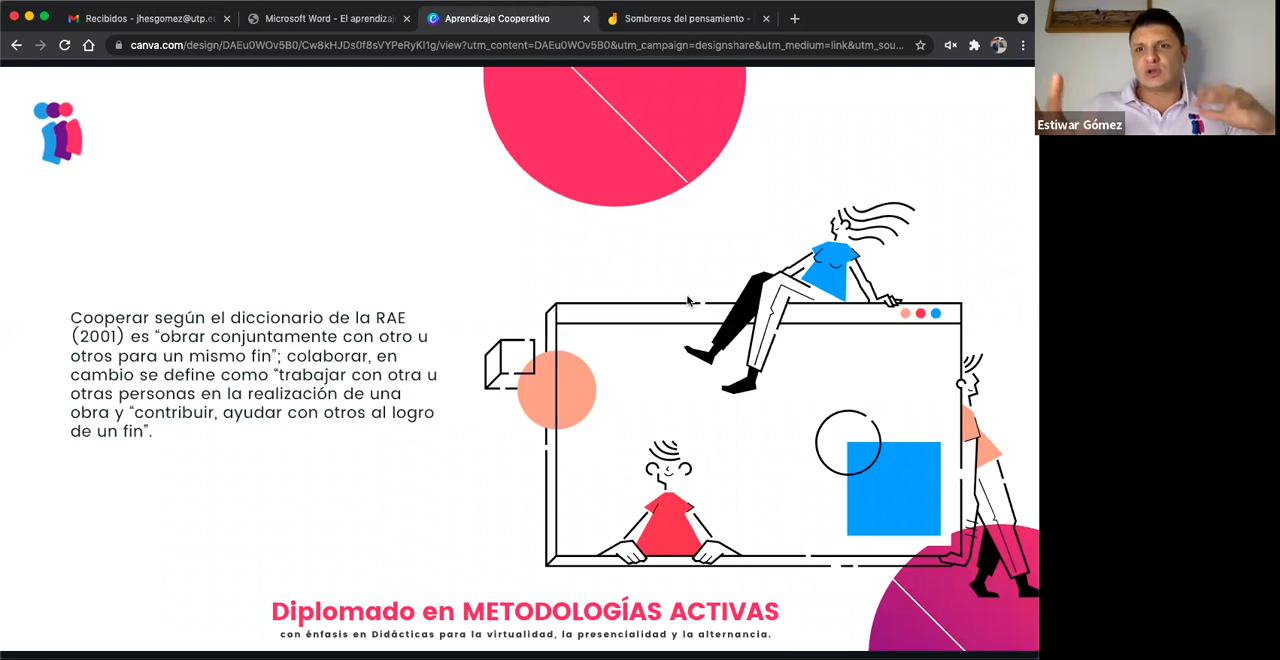 Recibidos - jhesgomez@utp.e
Microsoft Word - El aprendizaj
Aprendizaje Cooperativo
Sombreros del pensamiento -
canva.com/design/DAEu0WOv5B0/Cw8kHJDs0f8sVYPeRyKl1g/view?utm_content=DAEu0WOv5B0&utm_campaign=designshare&utm_medium=link&utm_sou...
Estiwar Gómez
Cooperar según el diccionario de la RAE
(2001) es “obrar conjuntamente con otro u
otros para un mismo fin”; colaborar, en
cambio se define como “trabajar con otra u
otras personas en la realización de una
obra y “contribuir, ayudar con otros al logro
de un fin”.
Diplomado en METODOLOGÍAS ACTIVAS
con énfasis en Didácticas para la virtualidad, la presencialidad y la alternancia.